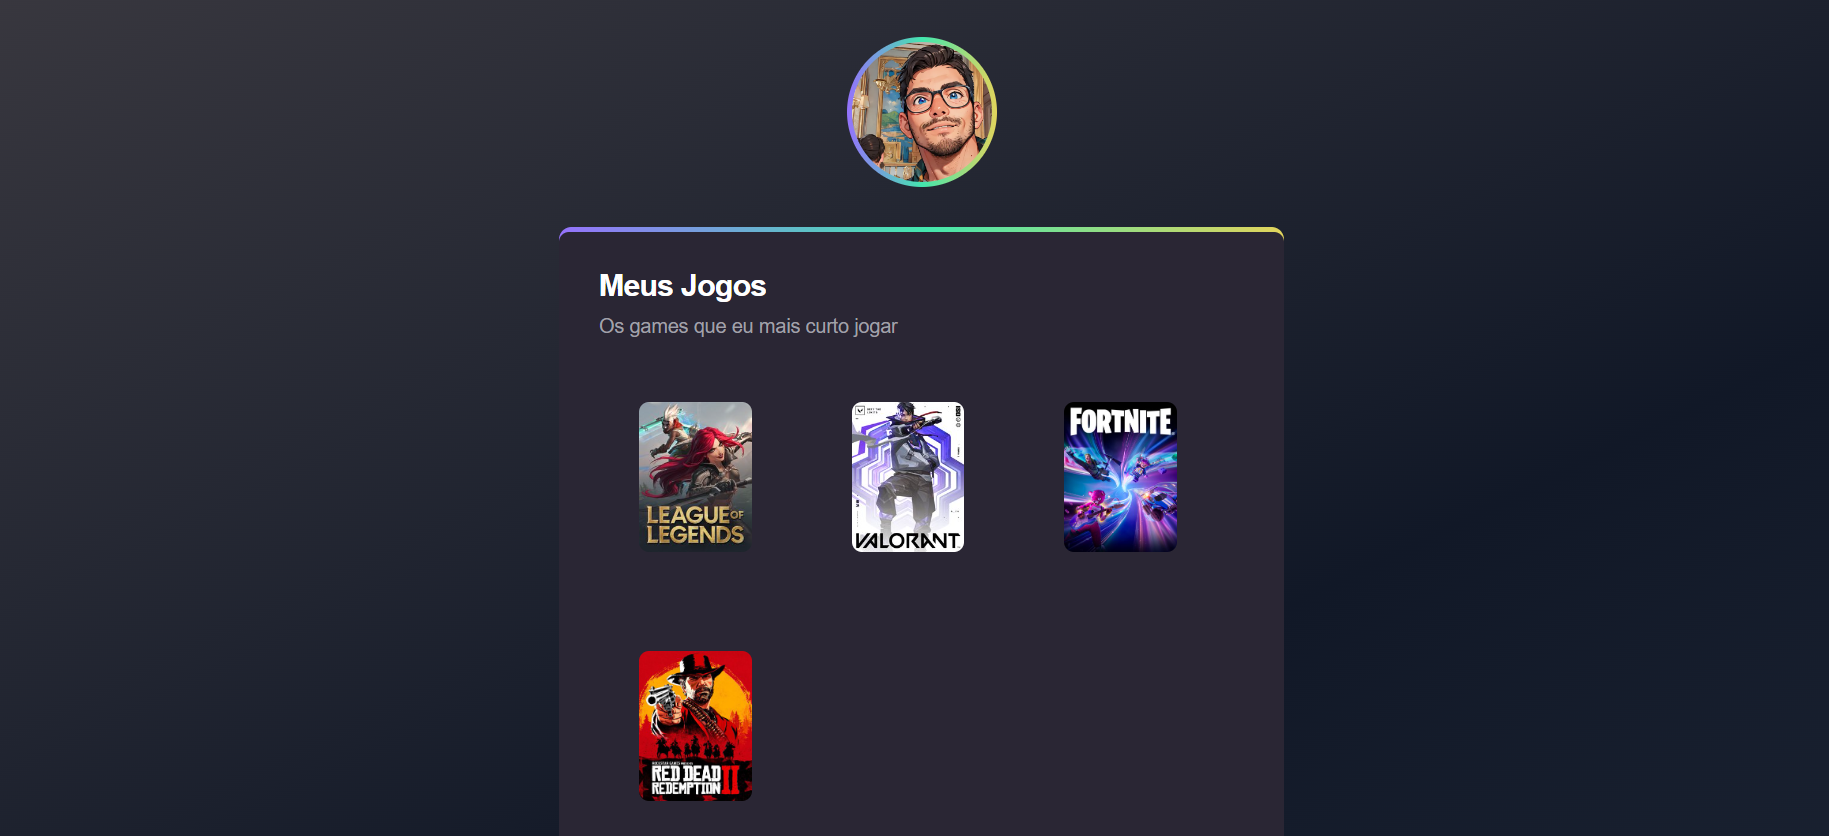 Meus Jogos
Os games que eu mais curto jogar
LEAGUE OF
LEGENDS
VALORANT
FORTNITE
RED DEAD
REDEMPTION II